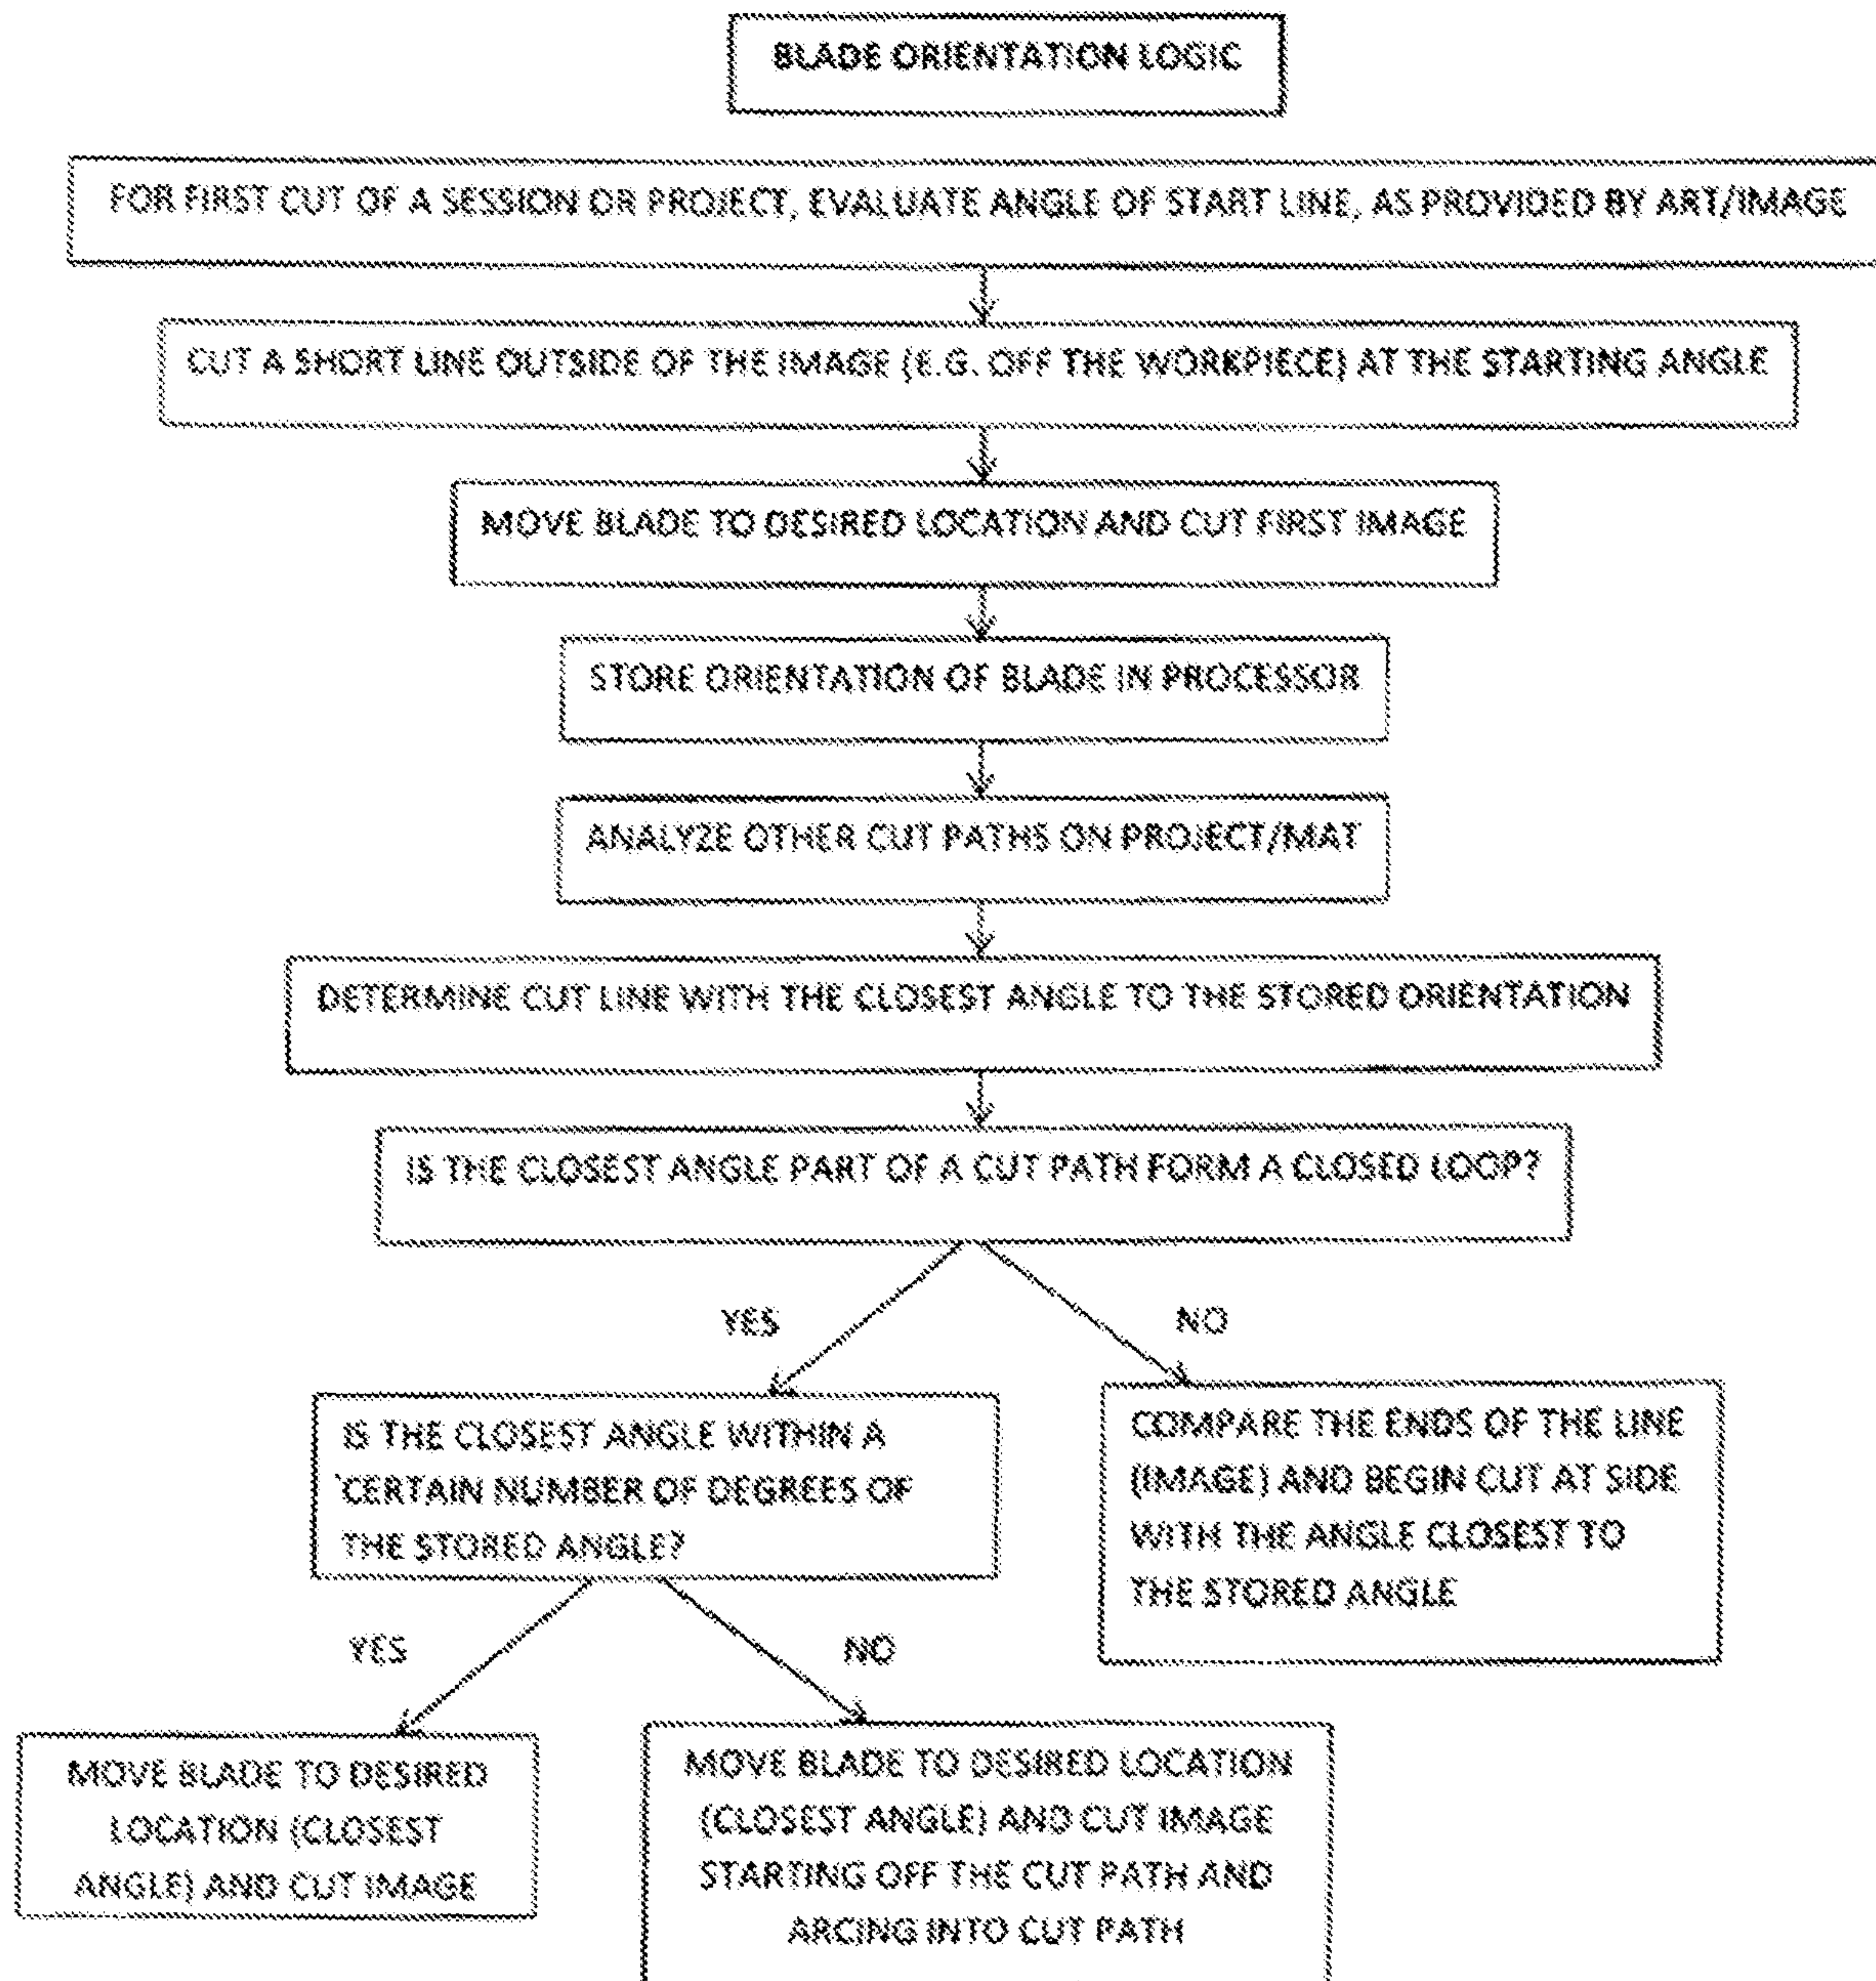 BLADE ORIENTATION LOGIC
FOR FIRST CUT OF A SESSION OR PROJECT, EVALUATE ANGLE OF START LINE, AS PROVIDED BY ART/IMAGE
CUT A SHORT LINE OUTSIDE OF THE IMAGE (E.G. OFF THE WORKPIECE) AT THE STARTING ANGLE
MOVE BLADE TO DESIRED LOCATION AND CUT FIRST IMAGE
STORE ORIENTATION OF BLADE IN PROCESSOR
ANALYZE OTHER CUT PATHS ON PROJECT/MAT
DETERMINE CUT LINE WITH THE CLOSEST ANGLE TO THE STORED ORIENTATION
IS THE CLOSEST ANGLE PART OF A CUT PATH FORM A CLOSED LOOP?
YES
NO
IS THE CLOSEST ANGLE WITHIN A
CERTAIN NUMBER OF DEGREES OF
THE STORED ANGLE?
COMPARE THE ENDS OF THE LINE
(IMAGE) AND BEGIN CUT AT SIDE
WITH THE ANGLE CLOSEST TO
THE STORED ANGLE
YES
NO
MOVE BLADE TO DESIRED
LOCATION (CLOSEST
ANGLE) AND CUT IMAGE
MOVE BLADE TO DESIRED LOCATION
(CLOSEST ANGLE) AND CUT IMAGE
STARTING OFF THE CUT PATH AND
ARCING INTO CUT PATH